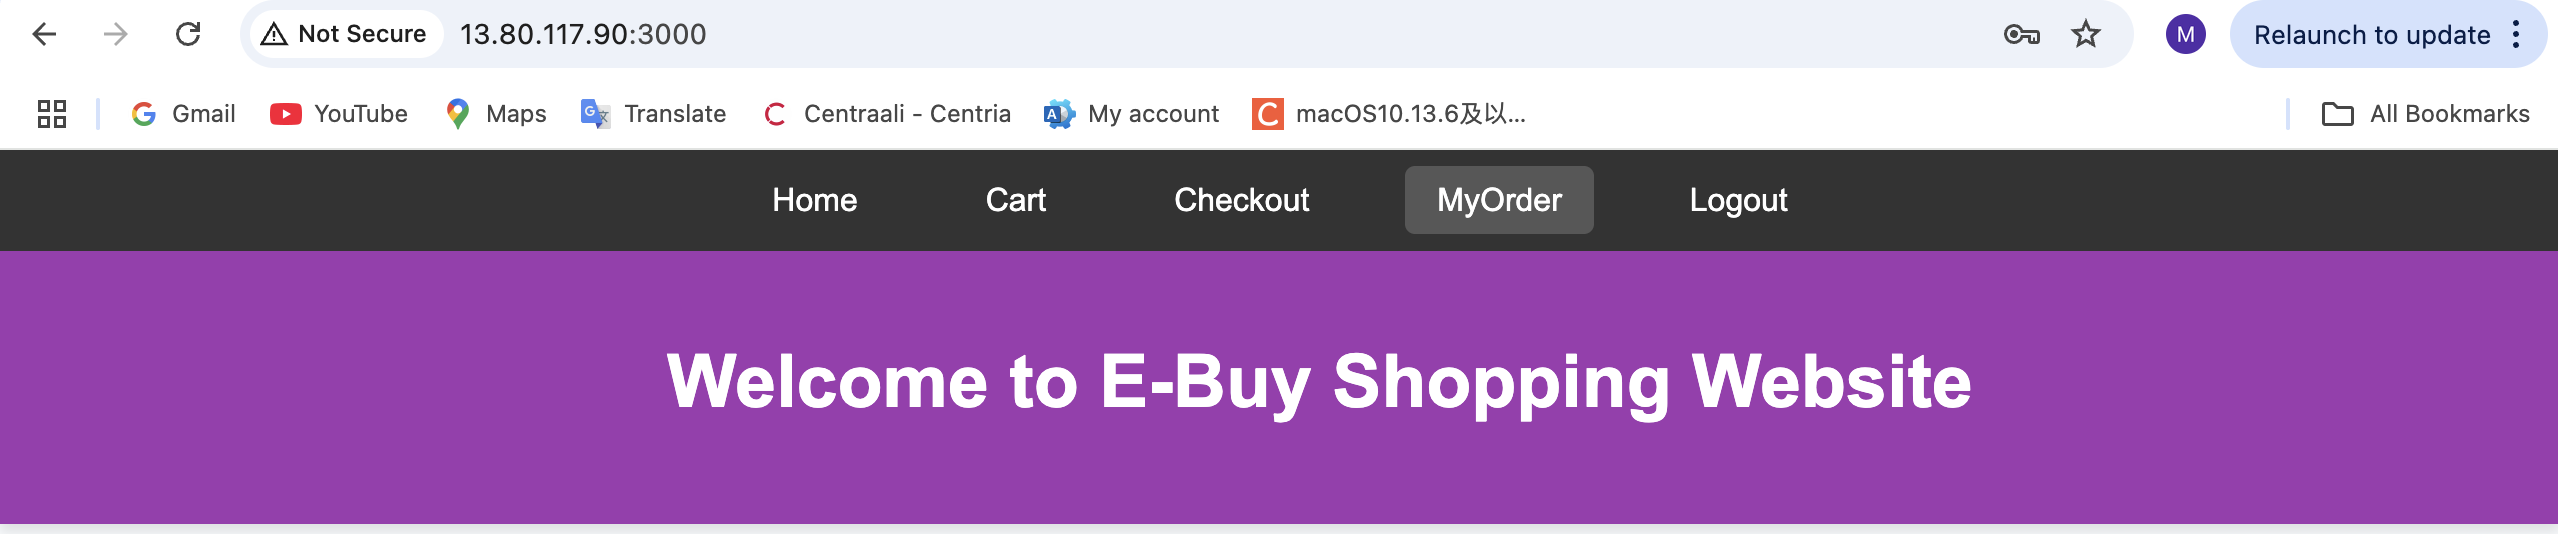 Not Secure 13.80.117.90:3000 M Relaunch to update
Gmail YouTube Maps Translate Centraali - Centria My account macOS10.13.6及以... All Bookmarks
Home Cart Checkout MyOrder Logout
Welcome to E-Buy Shopping Website